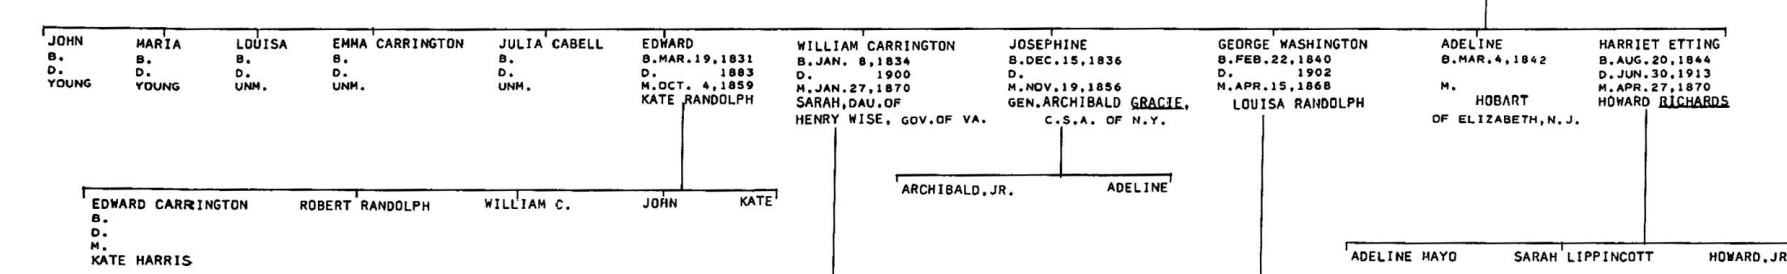 JOHN
B.
D.
YOUNG
MARIA
B.
D.
YOUNG
LOUISA
B.
D.
UNM.
EMMA CARRINGTON
B.
D.
UNM.
JULIA CABELL
B.
D.
UNM.
EDWARD
B.MAR.19,1831
D. 1883
M.OCT. 4,1859
KATE RANDOLPH
WILLIAM CARRINGTON
B.JAN. 8,1834
D. 1900
M.JAN.27,1870
SARAH,DAU.OF
HENRY WISE, GOV.OF VA.
JOSEPHINE
B.DEC.15,1836
D.
M.NOV.19,1856
GEN.ARCHIBALD GRACIE,
C.S.A. OF N.Y.
GEORGE WASHINGTON
B.FEB.22,1840
D. 1902
M.APR.15,1868
LOUISA RANDOLPH
ADELINE
B.MAR.4,1842
M.
HOBART
OF ELIZABETH,N.J.
HARRIET ETTING
B.AUG.20,1844
D.JUN.30,1913
M.APR.27,1870
HOWARD RICHARDS
EDWARD CARRINGTON
B.
D.
M.
KATE HARRIS
ROBERT RANDOLPH
WILLIAM C.
JOHN
KATE
ARCHIBALD,JR.
ADELINE
ADELINE MAYO
SARAH LIPPINCOTT
HOWARD,JR